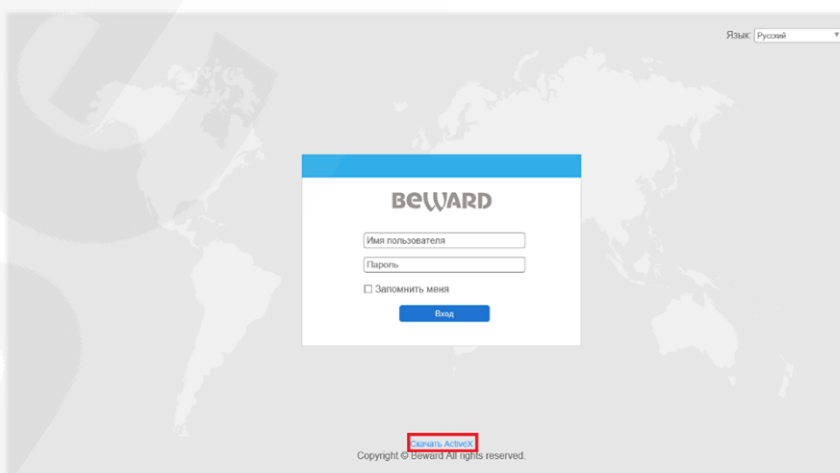 Язык: Русский
BEWARD
Имя пользователя
Пароль
Запомнить меня
Вход
Скачать ActiveX
Copyright © Beward All rights reserved.